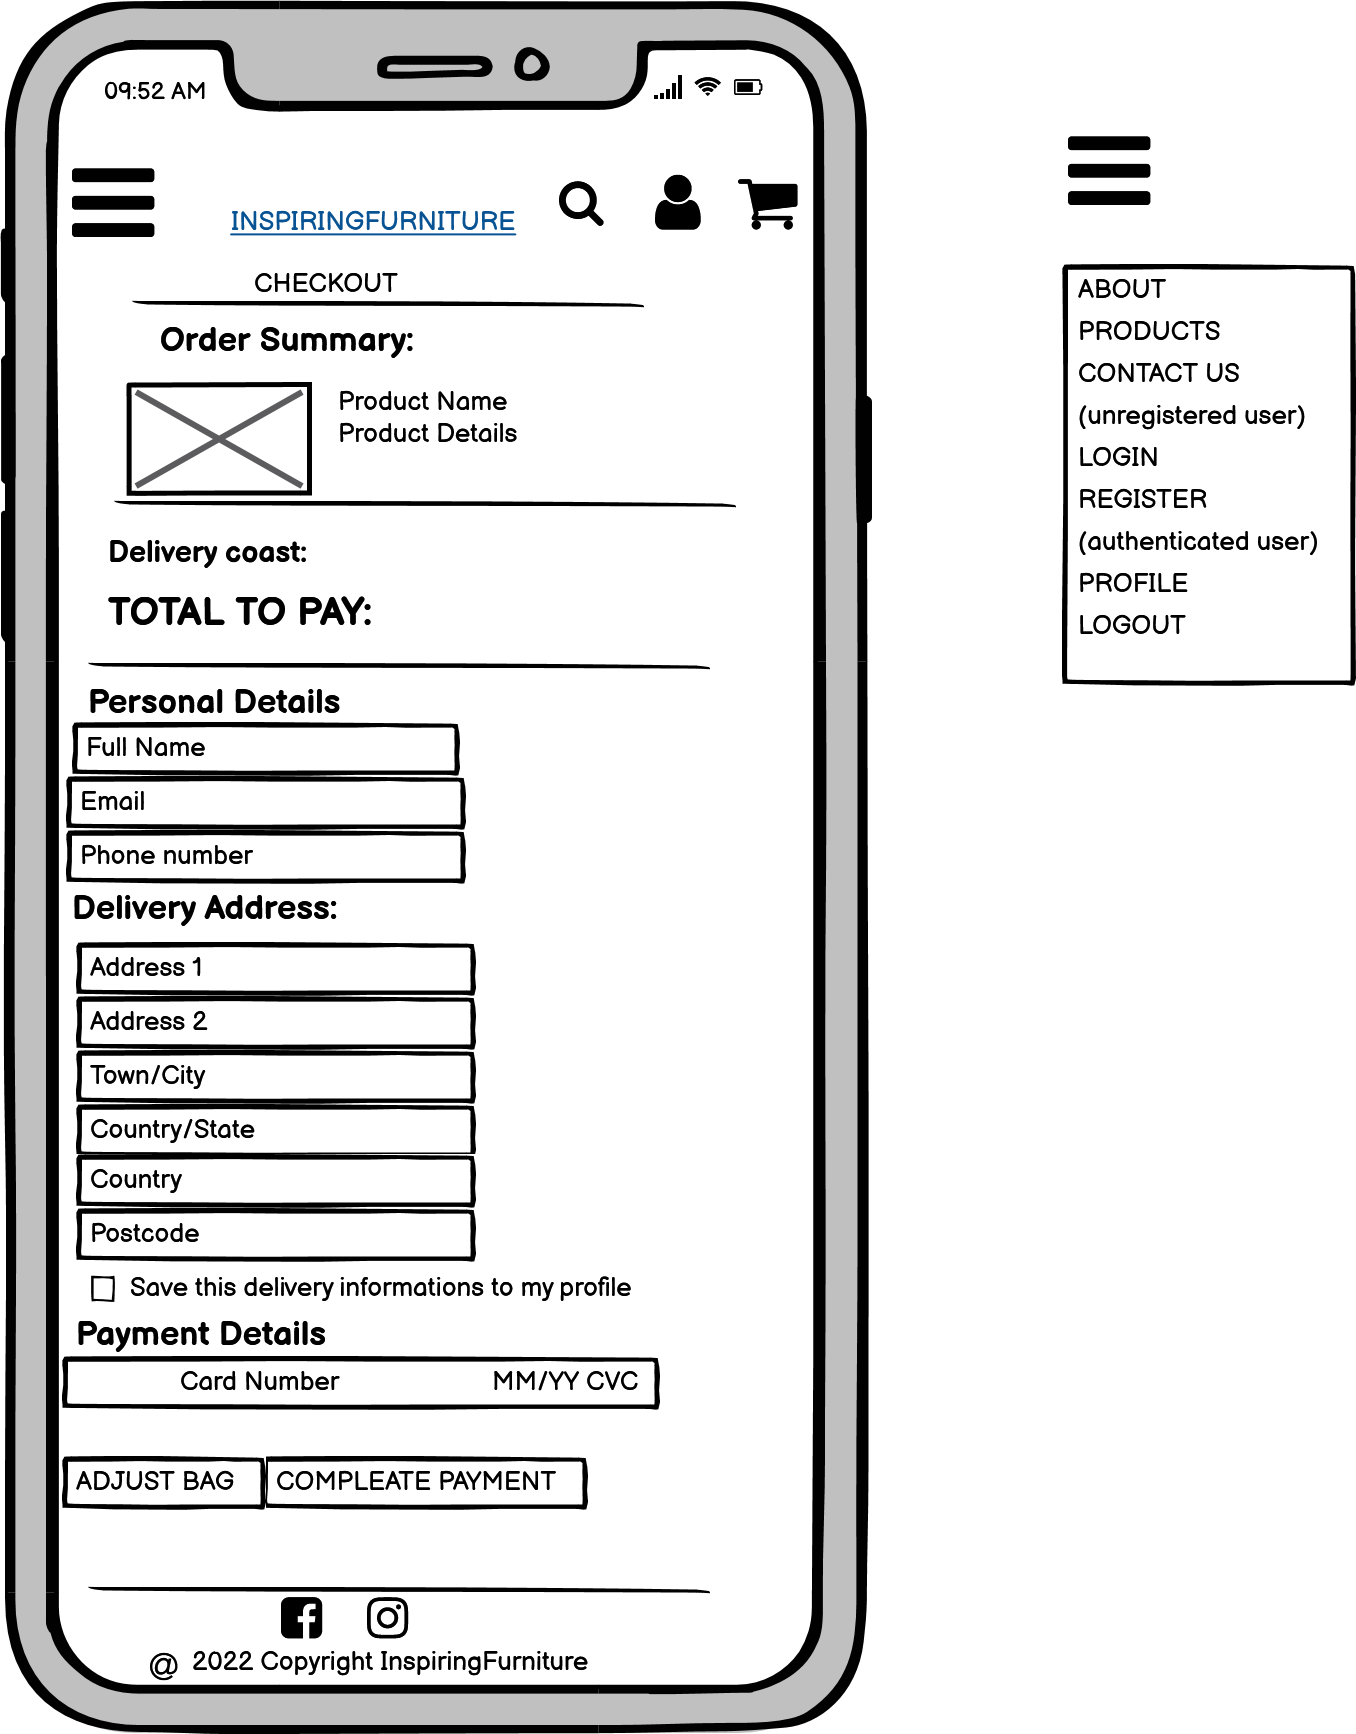 09:52 AM
INSPIRINGFURNITURE
CHECKOUT
Order Summary:
Product Name
Product Details
Delivery coast:
TOTAL TO PAY:
Personal Details
Full Name
Email
Phone number
Delivery Address:
Address 1
Address 2
Town/City
Country/State
Country
Postcode
Save this delivery informations to my profile
Payment Details
Card Number MM/YY CVC
ADJUST BAG COMPLEATE PAYMENT
@ 2022 Copyright InspiringFurniture
ABOUT
PRODUCTS
CONTACT US
(unregistered user)
LOGIN
REGISTER
(authenticated user)
PROFILE
LOGOUT